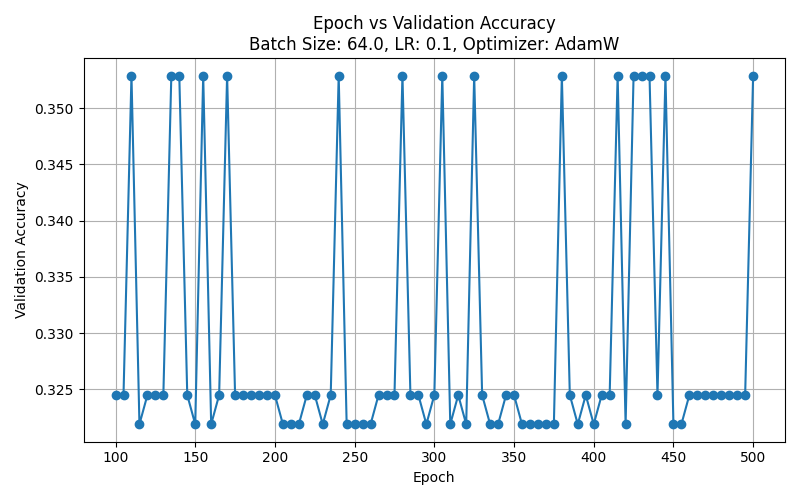 Epoch vs Validation Accuracy
Batch Size: 64.0, LR: 0.1, Optimizer: AdamW
Validation Accuracy
0.350
0.345
0.340
0.335
0.330
0.325
100 150 200 250 300 350 400 450 500
Epoch